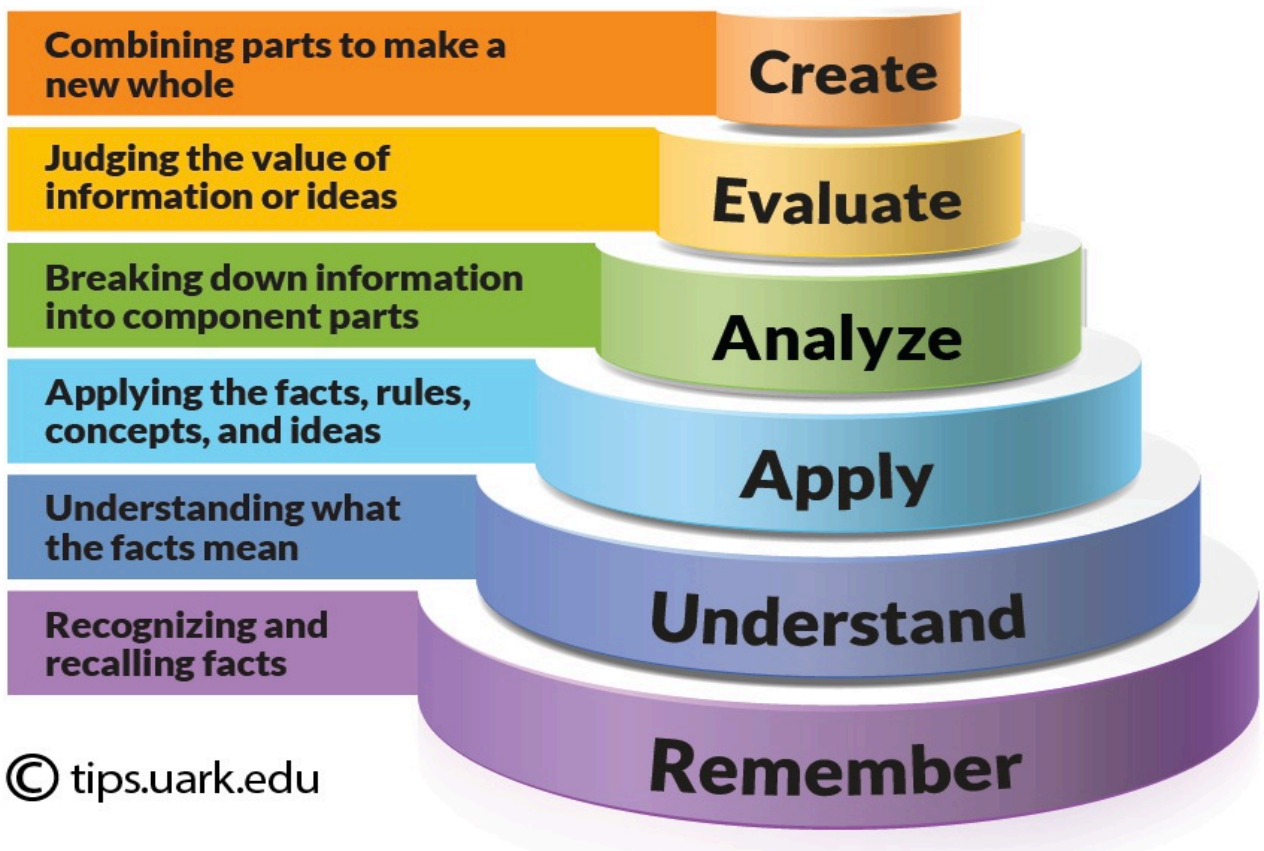 Combining parts to make a
new whole
Create
Judging the value of
information or ideas
Evaluate
Breaking down information
into component parts
Analyze
Applying the facts, rules,
concepts, and ideas
Apply
Understanding what
the facts mean
Understand
Recognizing and
recalling facts
Remember
© tips.uark.edu